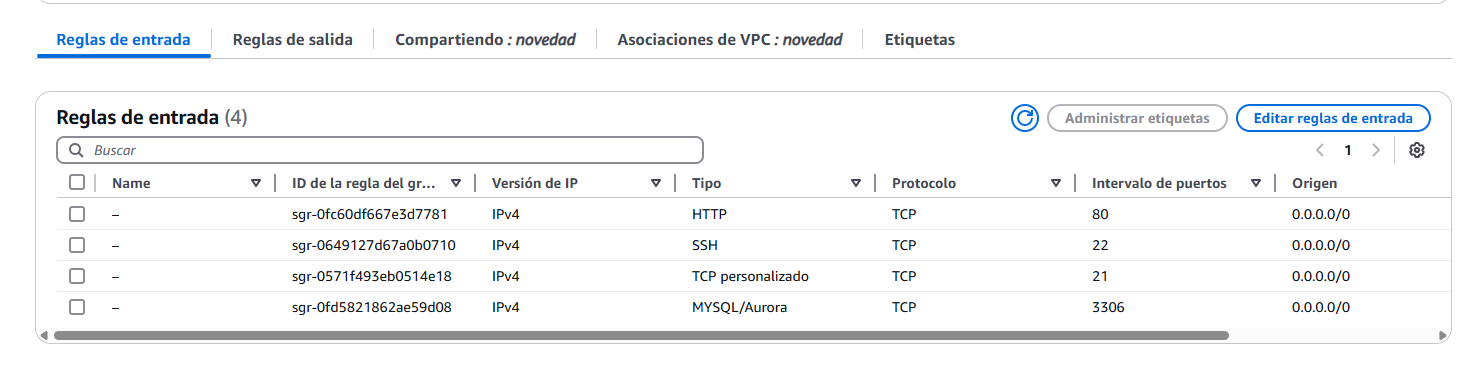 Reglas de entrada Reglas de salida Compartiendo : novedad Asociaciones de VPC : novedad Etiquetas
Reglas de entrada (4) Administrar etiquetas Editar reglas de entrada
Buscar 1
Name ID de la regla del gr... Versión de IP Tipo Protocolo Intervalo de puertos Origen
– sgr-0fc60df667e3d7781 IPv4 HTTP TCP 80 0.0.0.0/0
– sgr-0649127d67a0b0710 IPv4 SSH TCP 22 0.0.0.0/0
– sgr-0571f493eb0514e18 IPv4 TCP personalizado TCP 21 0.0.0.0/0
– sgr-0fd5821862ae59d08 IPv4 MYSQL/Aurora TCP 3306 0.0.0.0/0